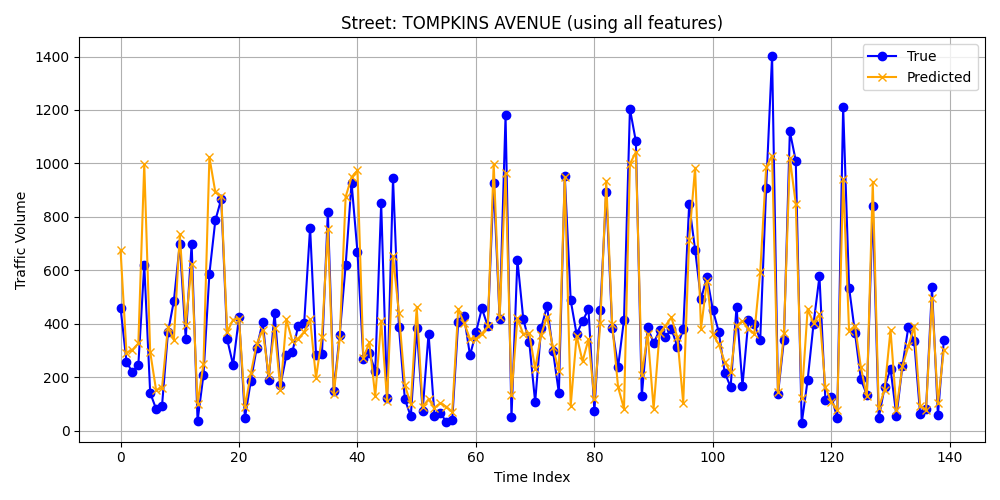 Street: TOMPKINS AVENUE (using all features)
True
Predicted
Traffic Volume
1400
1200
1000
800
600
400
200
0
0 20 40 60 80 100 120 140
Time Index